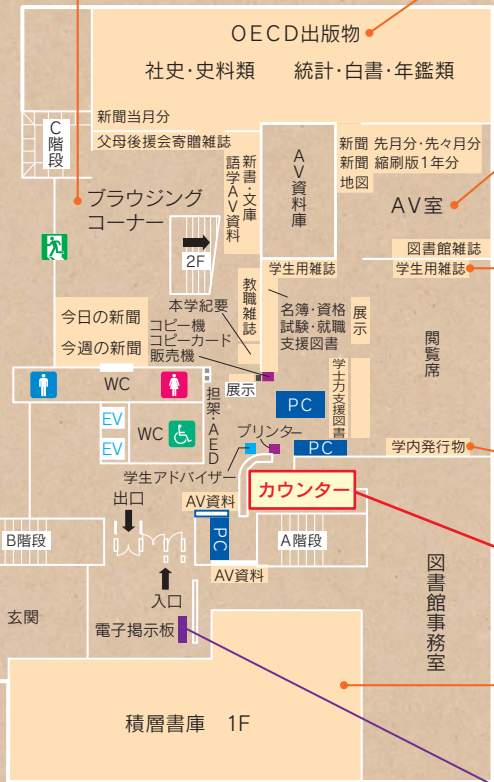 OECD出版物
社史・史料類 統計・白書・年鑑類
新聞当月分
父母後援会寄贈雑誌
C階段
新書・文庫
語学AV資料
AV資料庫
新聞 先月分・先々月分
新聞 縮刷版1年分
地図
AV室
ブラウジング
コーナー
2F
図書館雑誌
学生用雑誌
学生用雑誌
教職雑誌
本学紀要
コピー機
コピーカード
販売機
名簿・資格
試験・就職
支援図書
展示
閲覧席
今日の新聞
今週の新聞
WC
展示
PC
学士力支援図書
担架・AED
EV
EV
WC
プリンター
PC
学内発行物
学生アドバイザー
カウンター
出口
AV資料
PC
B階段
A階段
AV資料
入口
図書館事務室
玄関
電子掲示板
積層書庫 1F